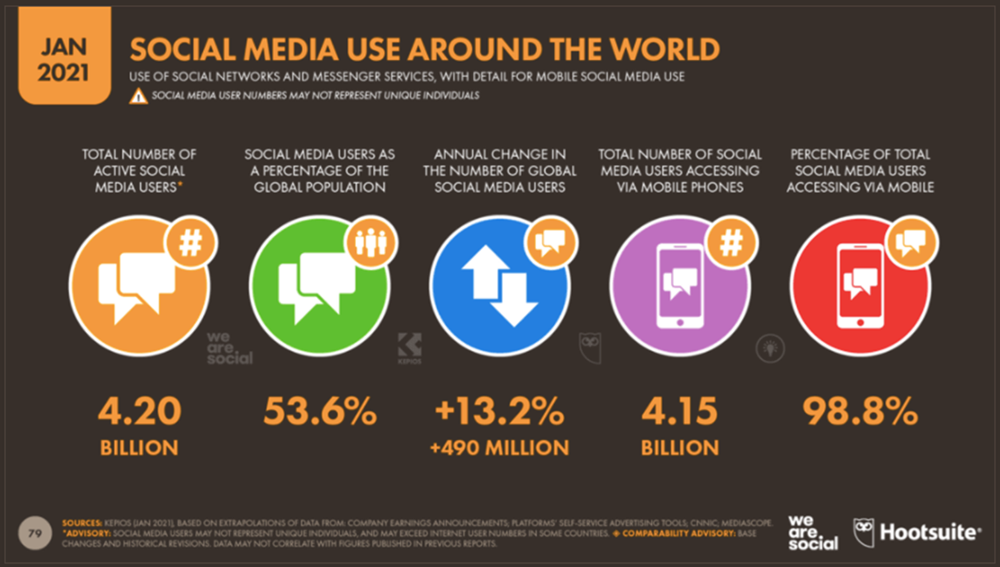 JAN
2021
SOCIAL MEDIA USE AROUND THE WORLD
USE OF SOCIAL NETWORKS AND MESSENGER SERVICES, WITH DETAIL FOR MOBILE SOCIAL MEDIA USE
! SOCIAL MEDIA USER NUMBERS MAY NOT REPRESENT UNIQUE INDIVIDUALS
TOTAL NUMBER OF
ACTIVE SOCIAL
MEDIA USERS*
SOCIAL MEDIA USERS AS
A PERCENTAGE OF THE
GLOBAL POPULATION
ANNUAL CHANGE IN
THE NUMBER OF GLOBAL
SOCIAL MEDIA USERS
TOTAL NUMBER OF SOCIAL
MEDIA USERS ACCESSING
VIA MOBILE PHONES
PERCENTAGE OF TOTAL
SOCIAL MEDIA USERS
ACCESSING VIA MOBILE
#
#
we
are
social
KEPIOS
4.20
BILLION
53.6%
+13.2%
+490 MILLION
4.15
BILLION
98.8%
79
SOURCES: KEPIOS (JAN 2021), BASED ON EXTRAPOLATIONS OF DATA FROM: COMPANY EARNINGS ANNOUNCEMENTS; PLATFORMS' SELF-SERVICE ADVERTISING TOOLS; CNNIC; MEDIASCOPE.
*ADVISORY: SOCIAL MEDIA USERS MAY NOT REPRESENT UNIQUE INDIVIDUALS, AND MAY EXCEED INTERNET USER NUMBERS IN SOME COUNTRIES. ◈ COMPARABILITY ADVISORY: BASE
CHANGES AND HISTORICAL REVISIONS. DATA MAY NOT CORRELATE WITH FIGURES PUBLISHED IN PREVIOUS REPORTS.
we
are
social
Hootsuite®